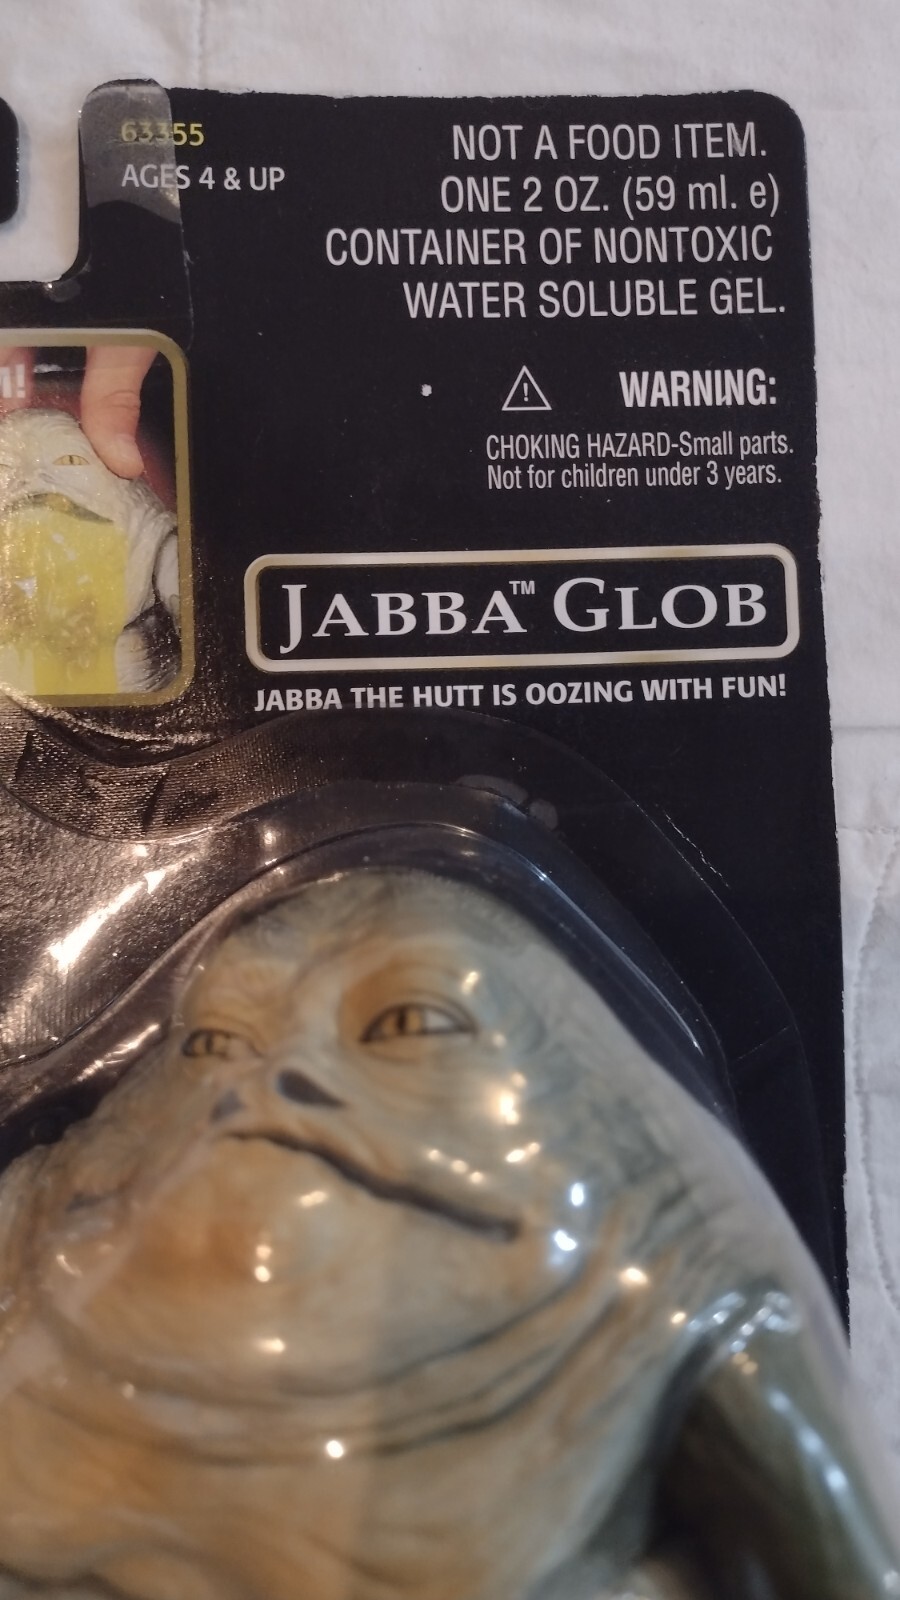 63355
AGES 4 & UP
NOT A FOOD ITEM.
ONE 2 OZ. (59 ml. e)
CONTAINER OF NONTOXIC
WATER SOLUBLE GEL.
WARNING:
CHOKING HAZARD-Small parts.
Not for children under 3 years.
JABBA™ GLOB
JABBA THE HUTT IS OOZING WITH FUN!